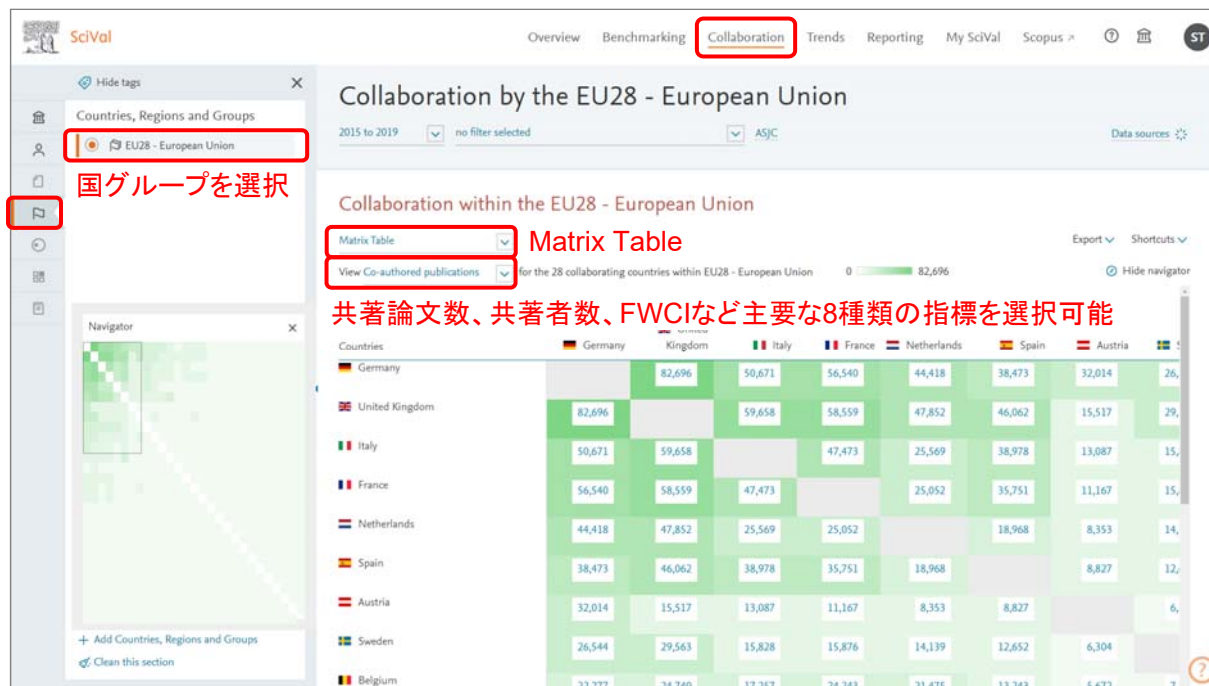 SciVal
Overview Benchmarking Collaboration Trends Reporting My SciVal Scopus ↗ ST
Hide tags
Countries, Regions and Groups
EU28 - European Union
国グループを選択
Collaboration by the EU28 - European Union
2015 to 2019 no filter selected ASJC Data sources
Collaboration within the EU28 - European Union
Matrix Table
Matrix Table
Export Shortcuts
View Co-authored publications for the 28 collaborating countries within EU28 - European Union 0 82,696 Hide navigator
共著論文数、共著者数、FWCIなど主要な8種類の指標を選択可能
Navigator
Countries Germany United Kingdom Italy France Netherlands Spain Austria
Germany 82,696 50,671 56,540 44,418 38,473 32,014 26,
United Kingdom 82,696 59,658 58,559 47,852 46,062 15,517 29,
Italy 50,671 59,658 47,473 25,569 38,978 13,087 15,
France 56,540 58,559 47,473 25,052 35,751 11,167 15,
Netherlands 44,418 47,852 25,569 25,052 18,968 8,353 14,
Spain 38,473 46,062 38,978 35,751 18,968 8,827 12,
Austria 32,014 15,517 13,087 11,167 8,353 8,827 6,
Sweden 26,544 29,563 15,828 15,876 14,139 12,652 6,304
Belgium
+ Add Countries, Regions and Groups
Clean this section